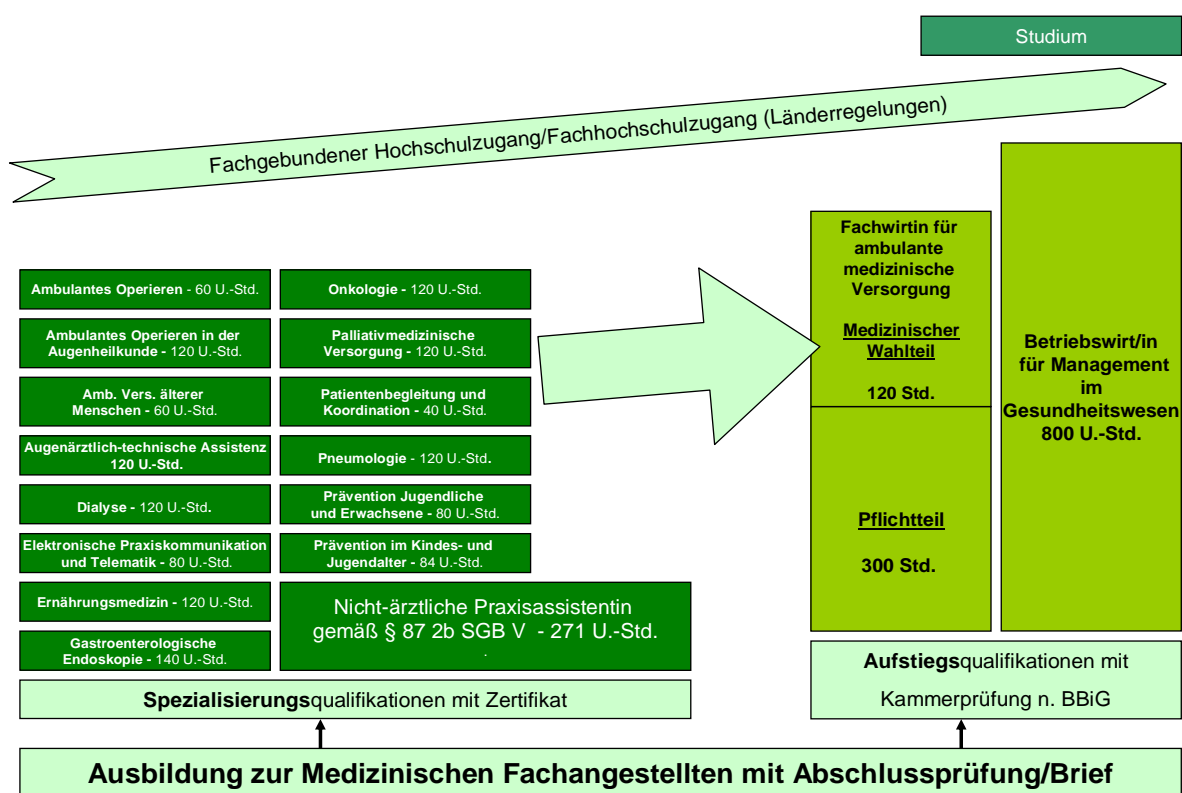 Studium
Fachgebundener Hochschulzugang/Fachhochschulzugang (Länderregelungen)
Ambulantes Operieren - 60 U.-Std.
Ambulantes Operieren in der
Augenheilkunde - 120 U.-Std.
Amb. Vers. älterer
Menschen - 60 U.-Std.
Augenärztlich-technische Assistenz
120 U.-Std.
Dialyse - 120 U.-Std.
Elektronische Praxiskommunikation
und Telematik - 80 U.-Std.
Ernährungsmedizin - 120 U.-Std.
Gastroenterologische
Endoskopie - 140 U.-Std.
Onkologie - 120 U.-Std.
Palliativmedizinische
Versorgung - 120 U.-Std.
Patientenbegleitung und
Koordination - 40 U.-Std.
Pneumologie - 120 U.-Std.
Prävention Jugendliche
und Erwachsene - 80 U.-Std.
Prävention im Kindes- und
Jugendalter - 84 U.-Std.
Nicht-ärztliche Praxisassistentin
gemäß § 87 2b SGB V - 271 U.-Std.
.
Spezialisierungsqualifikationen mit Zertifikat
Fachwirtin für
ambulante
medizinische
Versorgung
Medizinischer
Wahlteil
120 Std.
Pflichtteil
300 Std.
Betriebswirt/in
für Management
im
Gesundheitswesen
800 U.-Std.
Aufstiegsqualifikationen mit
Kammerprüfung n. BBiG
Ausbildung zur Medizinischen Fachangestellten mit Abschlussprüfung/Brief